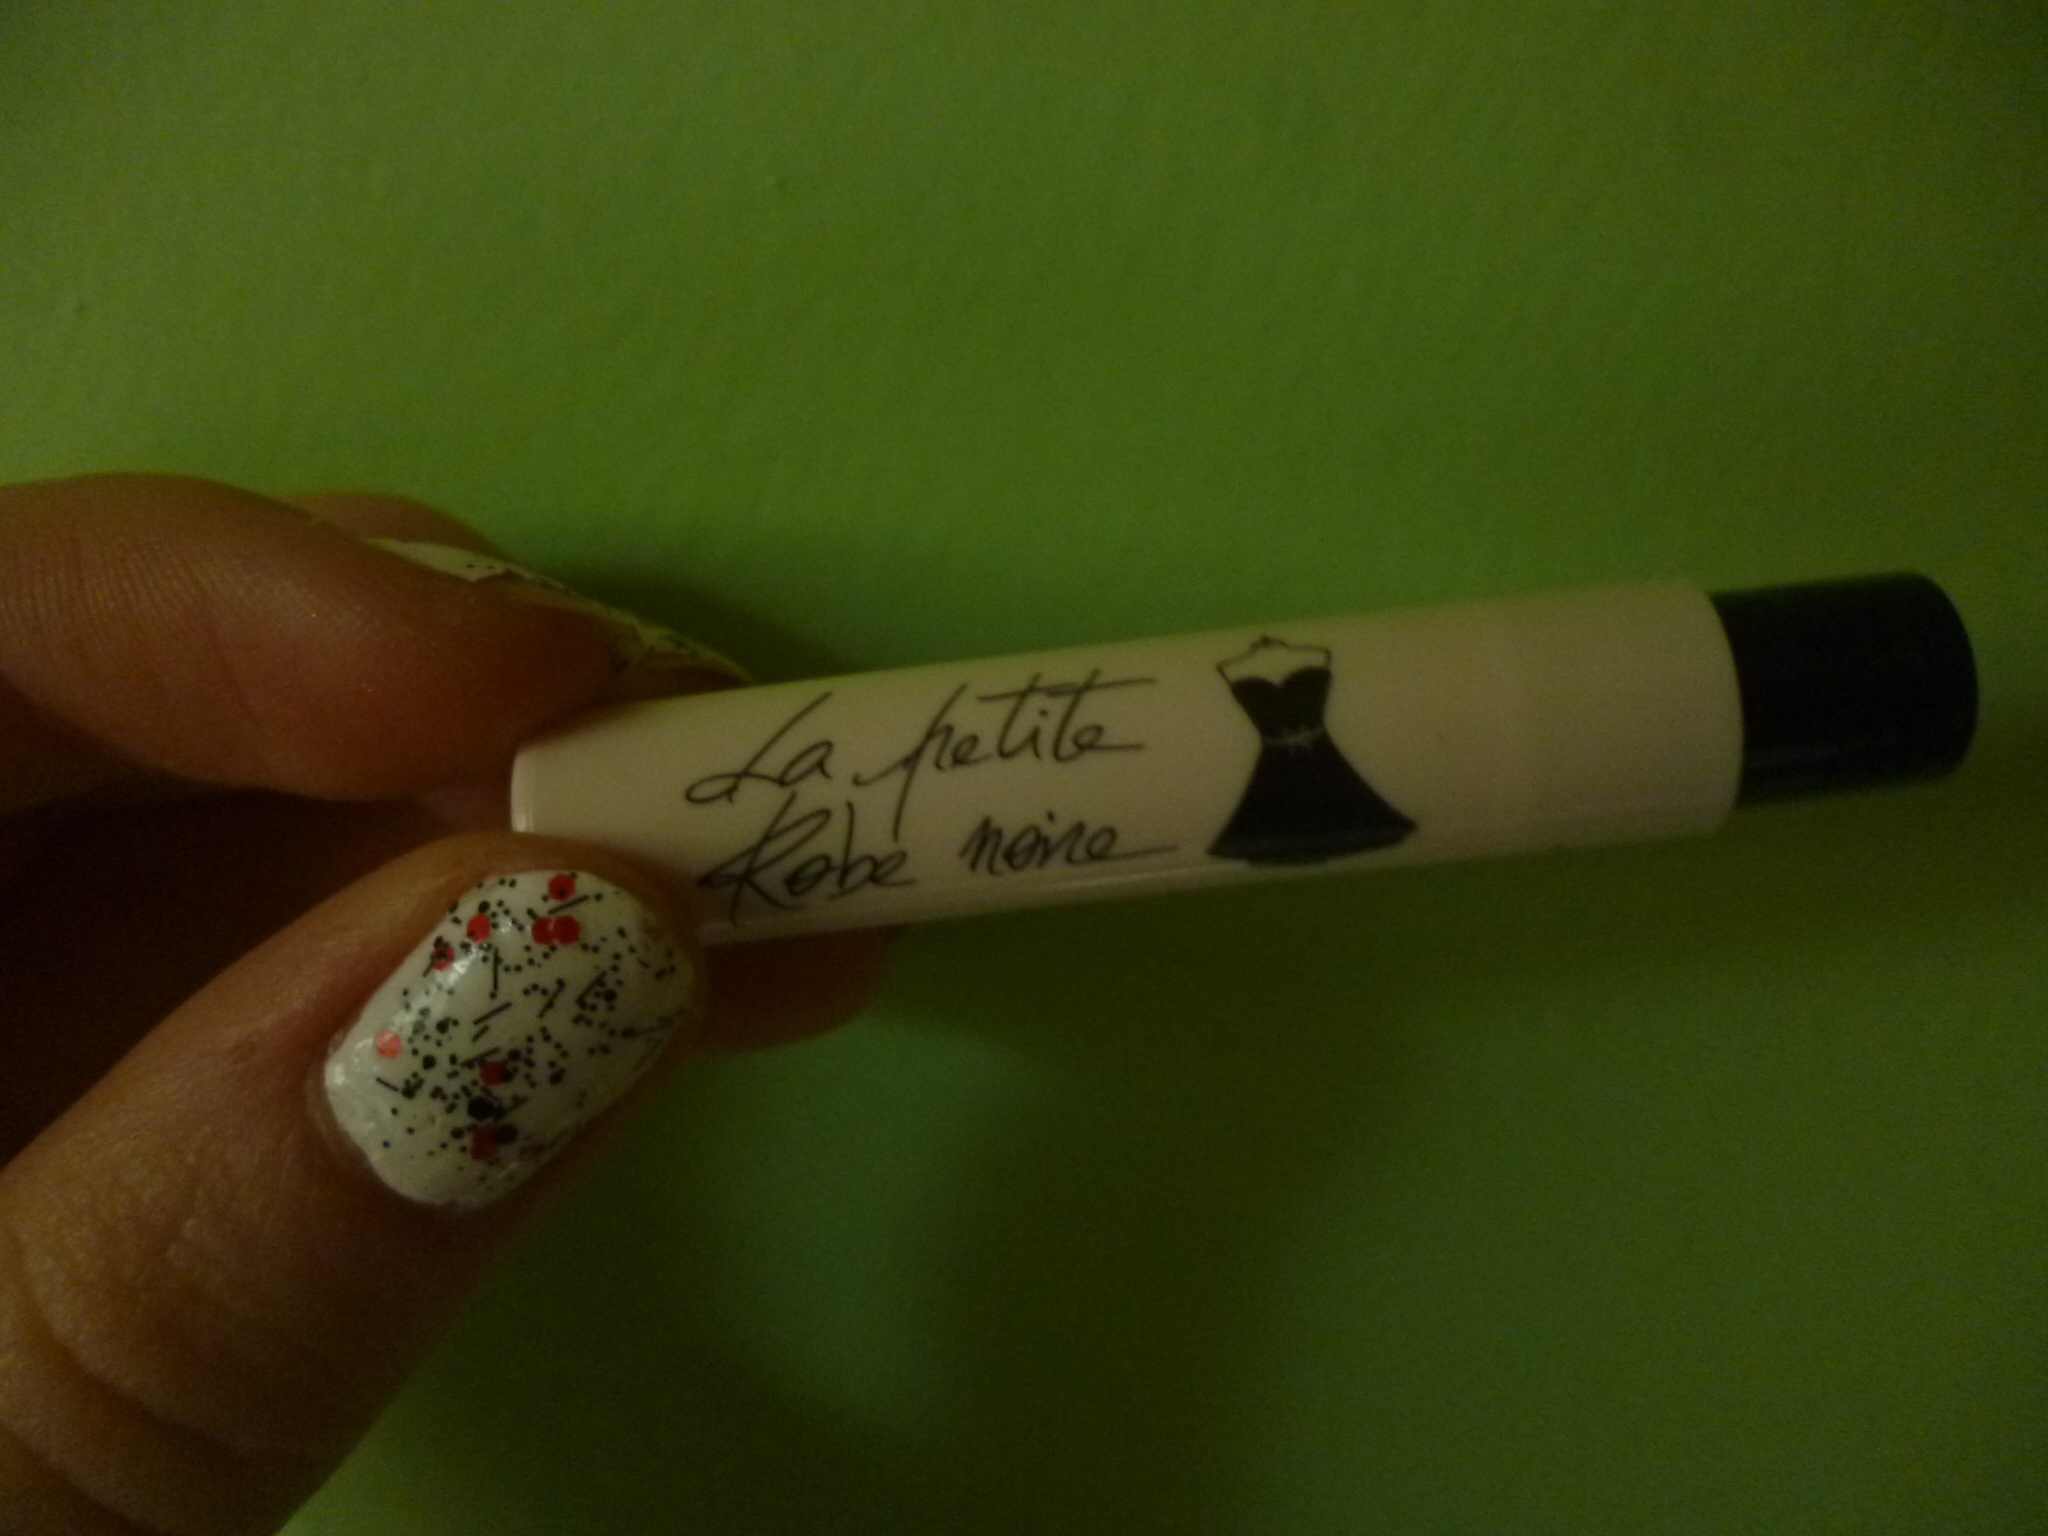 La petite
Robe noire